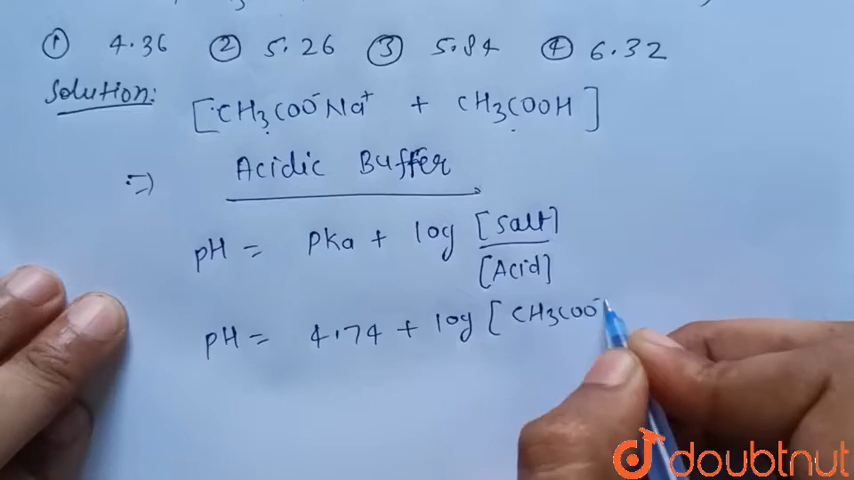 ① 4.36 ② 5.26 ③ 5.84 ④ 6.32
Solution:
[CH₃COO⁻Na⁺ + CH₃COOH]
⇒ Acidic Buffer
pH = pKa + log [Salt]
[Acid]
pH = 4.74 + log [CH₃COO⁻
doubtnut